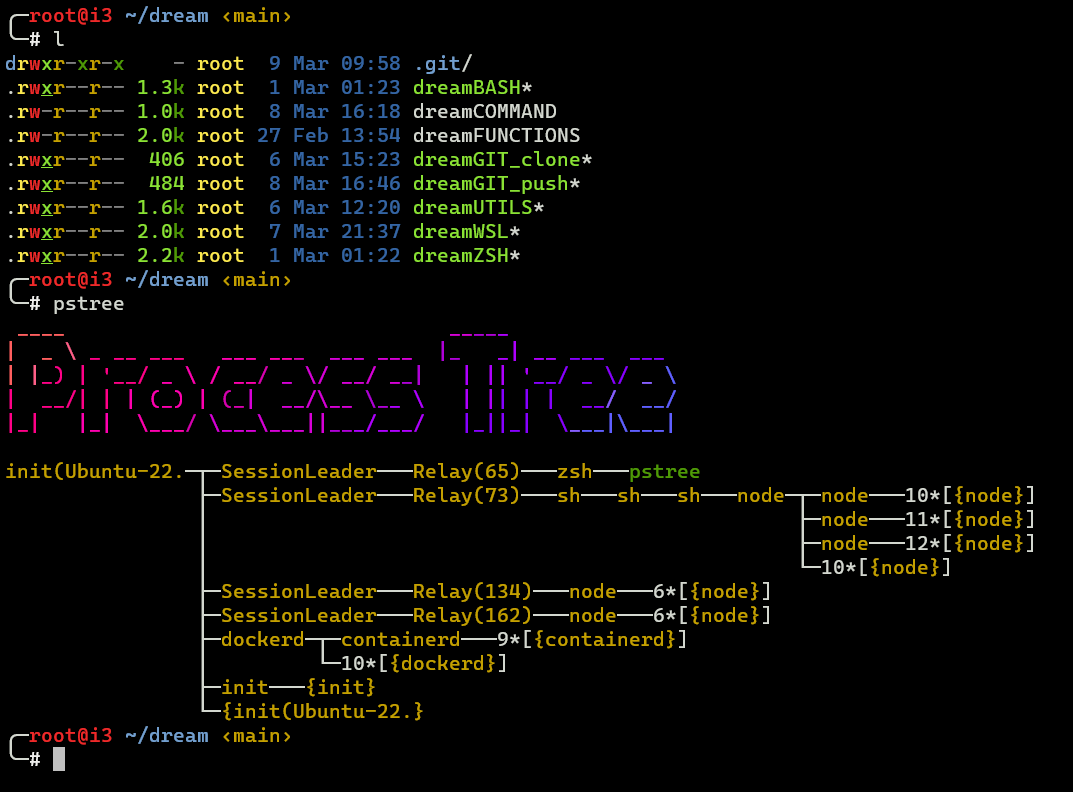 ╭─root@i3 ~/dream ‹main›
╰─# l
drwxr-xr-x    - root  9 Mar 09:58 .git/
.rwxr--r-- 1.3k root  1 Mar 01:23 dreamBASH*
.rw-r--r-- 1.0k root  8 Mar 16:18 dreamCOMMAND
.rw-r--r-- 2.0k root 27 Feb 13:54 dreamFUNCTIONS
.rwxr--r--  406 root  6 Mar 15:23 dreamGIT_clone*
.rwxr--r--  484 root  8 Mar 16:46 dreamGIT_push*
.rwxr--r-- 1.6k root  6 Mar 12:20 dreamUTILS*
.rwxr--r-- 2.0k root  7 Mar 21:37 dreamWSL*
.rwxr--r-- 2.2k root  1 Mar 01:22 dreamZSH*
╭─root@i3 ~/dream ‹main›
╰─# pstree
Process Tree
init(Ubuntu-22.─┬─SessionLeader───Relay(65)───zsh───pstree
                ├─SessionLeader───Relay(73)───sh───sh───sh───node─┬─node───10*[{node}]
                │                                                 ├─node───11*[{node}]
                │                                                 ├─node───12*[{node}]
                │                                                 └─10*[{node}]
                ├─SessionLeader───Relay(134)───node───6*[{node}]
                ├─SessionLeader───Relay(162)───node───6*[{node}]
                ├─dockerd─┬─containerd───9*[{containerd}]
                │         └─10*[{dockerd}]
                ├─init───{init}
                └─{init(Ubuntu-22.}
╭─root@i3 ~/dream ‹main›
╰─#